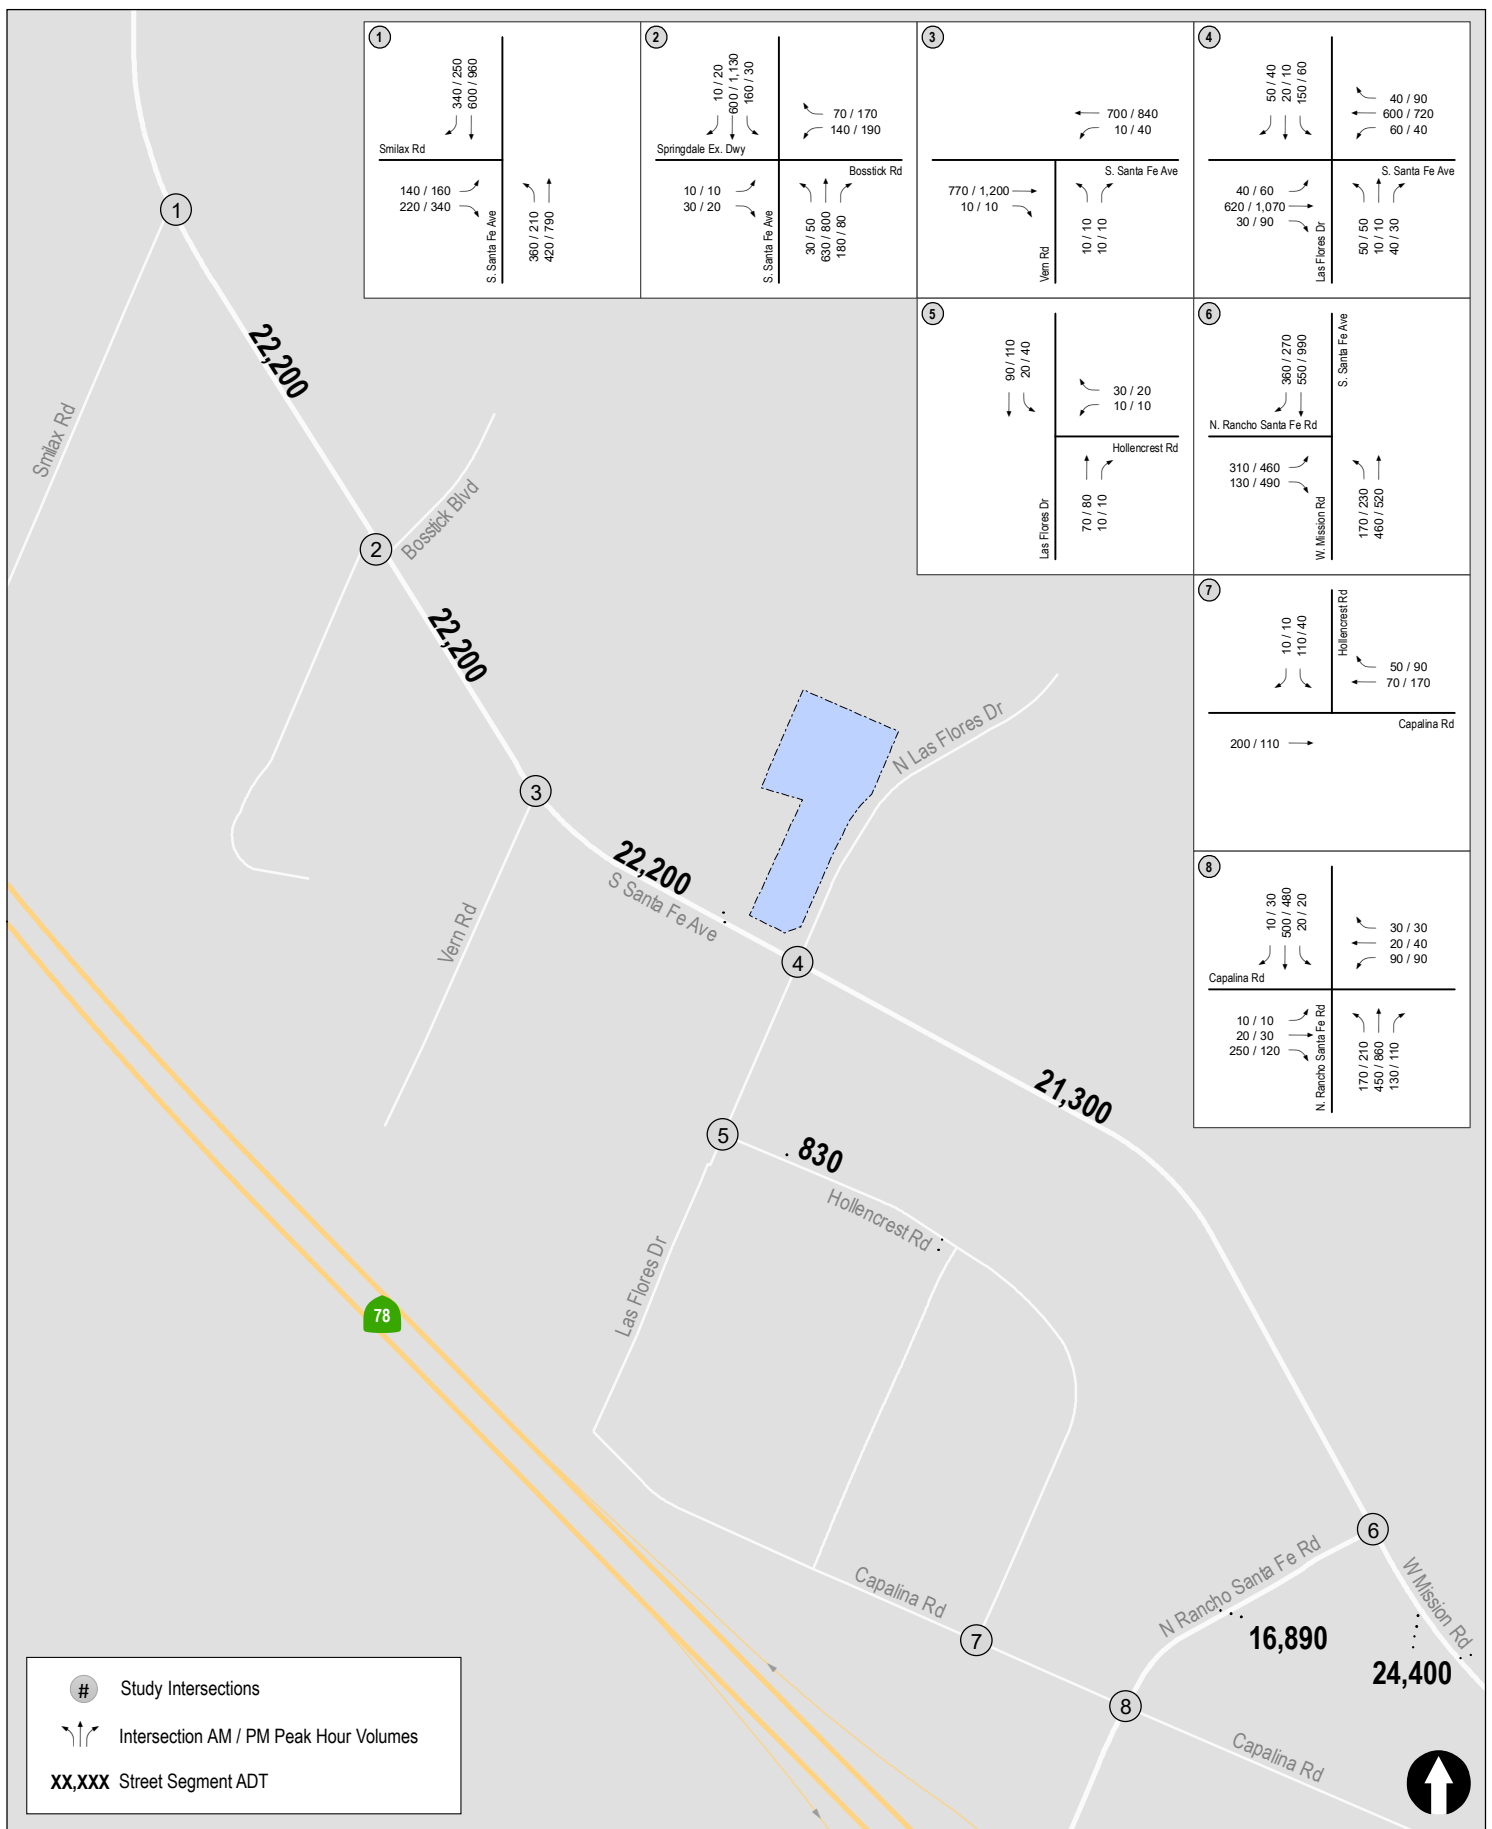 1
340 / 250
600 / 960
Smilax Rd
140 / 160
220 / 340
S. Santa Fe Ave
360 / 210
420 / 790
2
10 / 20
600 / 1,130
160 / 30
70 / 170
140 / 190
Springdale Ex. Dwy
Bosstick Rd
10 / 10
30 / 20
S. Santa Fe Ave
30 / 50
630 / 800
180 / 80
3
700 / 840
10 / 40
S. Santa Fe Ave
770 / 1,200
10 / 10
Vern Rd
10 / 10
10 / 10
4
50 / 40
20 / 10
150 / 60
40 / 90
600 / 720
60 / 40
S. Santa Fe Ave
40 / 60
620 / 1,070
30 / 90
Las Flores Dr
50 / 50
10 / 10
40 / 30
5
90 / 110
20 / 40
30 / 20
10 / 10
Hollencrest Rd
Las Flores Dr
70 / 80
10 / 10
6
360 / 270
550 / 990
S. Santa Fe Ave
N. Rancho Santa Fe Rd
310 / 460
130 / 490
W. Mission Rd
170 / 230
460 / 520
7
10 / 10
110 / 40
Hollencrest Rd
50 / 90
70 / 170
Capalina Rd
200 / 110
8
10 / 30
500 / 480
20 / 20
30 / 30
20 / 40
90 / 90
Capalina Rd
10 / 10
20 / 30
250 / 120
N. Rancho Santa Fe Rd
170 / 210
450 / 860
130 / 110
1
22,200
Smilax Rd
2
Bosstick Blvd
22,200
3
N Las Flores Dr
22,200
S Santa Fe Ave
Vern Rd
4
21,300
5
830
Hollencrest Rd
Las Flores Dr
78
6
N Rancho Santa Fe Rd
W Mission Rd
16,890
24,400
Capalina Rd
7
8
Capalina Rd
# Study Intersections
Intersection AM / PM Peak Hour Volumes
XX,XXX Street Segment ADT